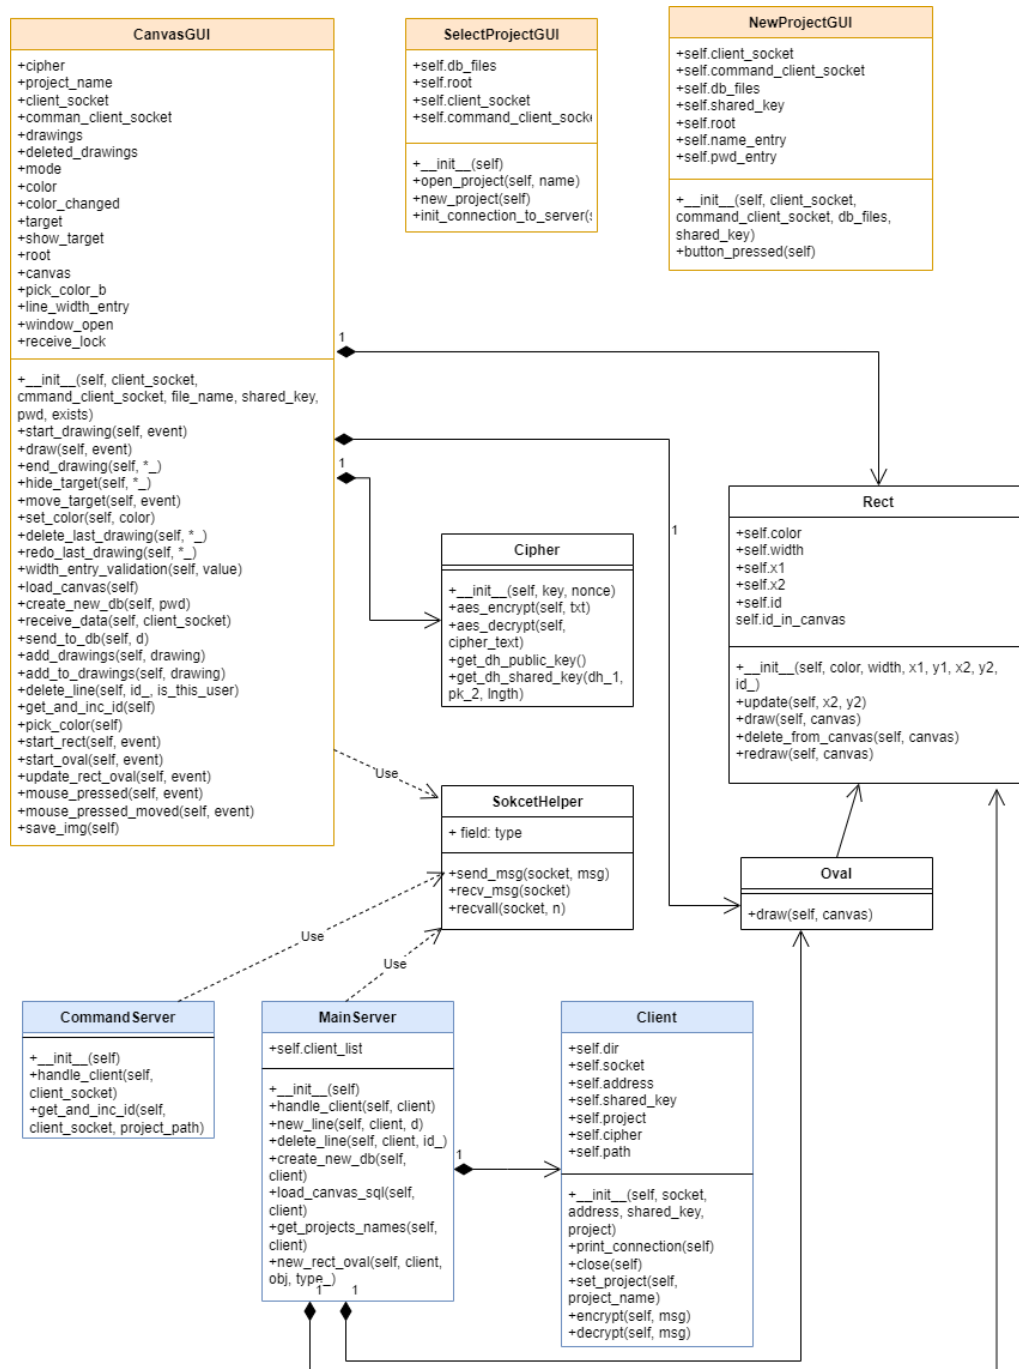 CanvasGUI
+cipher
+project_name
+client_socket
+comman_client_socket
+drawings
+deleted_drawings
+mode
+color
+color_changed
+target
+show_target
+root
+canvas
+pick_color_b
+line_width_entry
+window_open
+receive_lock
+__init__(self, client_socket,
cmmand_client_socket, file_name, shared_key,
pwd, exists)
+start_drawing(self, event)
+draw(self, event)
+end_drawing(self, *_)
+hide_target(self, *_)
+move_target(self, event)
+set_color(self, color)
+delete_last_drawing(self, *_)
+redo_last_drawing(self, *_)
+width_entry_validation(self, value)
+load_canvas(self)
+create_new_db(self, pwd)
+receive_data(self, client_socket)
+send_to_db(self, d)
+add_drawings(self, drawing)
+add_to_drawings(self, drawing)
+delete_line(self, id_, is_this_user)
+get_and_inc_id(self)
+pick_color(self)
+start_rect(self, event)
+start_oval(self, event)
+update_rect_oval(self, event)
+mouse_pressed(self, event)
+mouse_pressed_moved(self, event)
+save_img(self)
SelectProjectGUI
+self.db_files
+self.root
+self.client_socket
+self.command_client_socke
+__init__(self)
+open_project(self, name)
+new_project(self)
+init_connection_to_server(s
NewProjectGUI
+self.client_socket
+self.command_client_socket
+self.db_files
+self.shared_key
+self.root
+self.name_entry
+self.pwd_entry
+__init__(self, client_socket,
command_client_socket, db_files,
shared_key)
+button_pressed(self)
1
1
1
Rect
+self.color
+self.width
+self.x1
+self.x2
+self.id
self.id_in_canvas
+__init__(self, color, width, x1, y1, x2, y2,
id_)
+update(self, x2, y2)
+draw(self, canvas)
+delete_from_canvas(self, canvas)
+redraw(self, canvas)
Cipher
+__init__(self, key, nonce)
+aes_encrypt(self, txt)
+aes_decrypt(self,
cipher_text)
+get_dh_public_key()
+get_dh_shared_key(dh_1,
pk_2, lngth)
Use
SokcetHelper
+ field: type
+send_msg(socket, msg)
+recv_msg(socket)
+recvall(socket, n)
Oval
+draw(self, canvas)
Use
Use
CommandServer
+__init__(self)
+handle_client(self,
client_socket)
+get_and_inc_id(self,
client_socket, project_path)
MainServer
+self.client_list
+__init__(self)
+handle_client(self, client)
+new_line(self, client, d)
+delete_line(self, client, id_)
+create_new_db(self,
client)
+load_canvas_sql(self,
client)
+get_projects_names(self,
client)
+new_rect_oval(self, client,
obj, type_)
1
1
1
Client
+self.dir
+self.socket
+self.address
+self.shared_key
+self.project
+self.cipher
+self.path
+__init__(self, socket,
address, shared_key,
project)
+print_connection(self)
+close(self)
+set_project(self,
project_name)
+encrypt(self, msg)
+decrypt(self, msg)